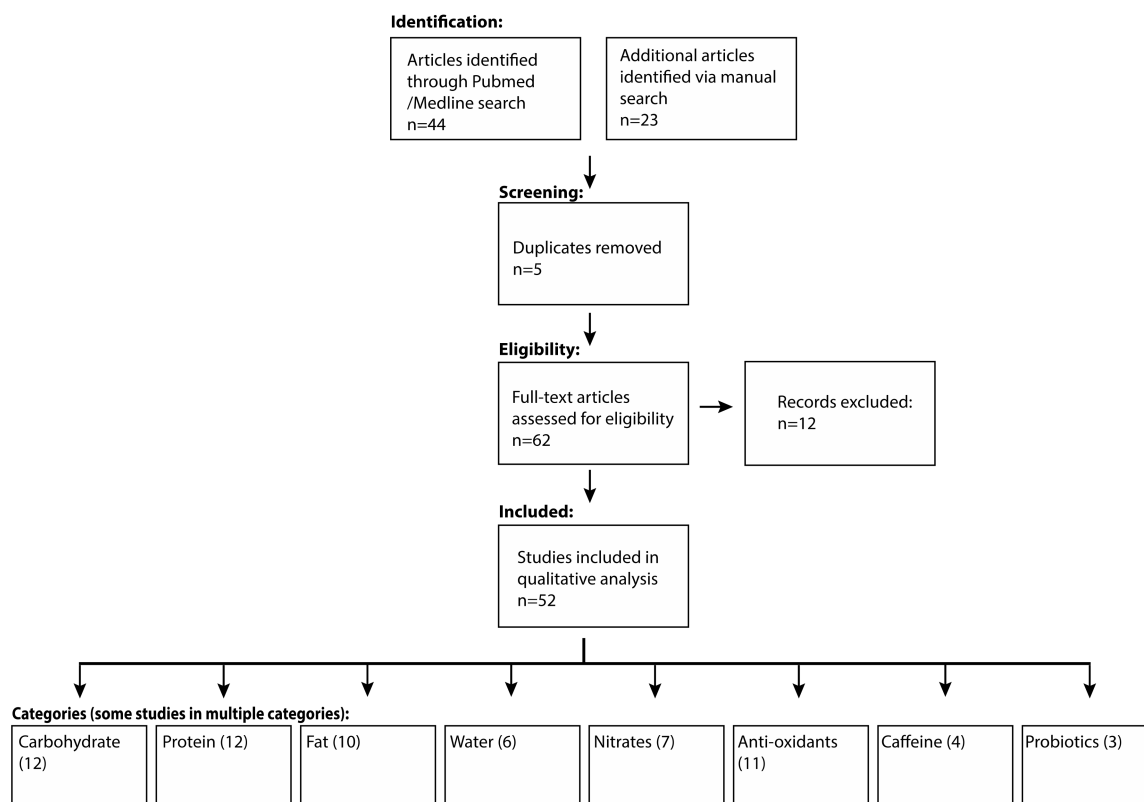 Identification:
Articles identified
through Pubmed
/Medline search
n=44
Additional articles
identified via manual
search
n=23
Screening:
Duplicates removed
n=5
Eligibility:
Full-text articles
assessed for eligibility
n=62
Records excluded:
n=12
Included:
Studies included in
qualitative analysis
n=52
Categories (some studies in multiple categories):
Carbohydrate
(12)
Protein (12)
Fat (10)
Water (6)
Nitrates (7)
Anti-oxidants
(11)
Caffeine (4)
Probiotics (3)